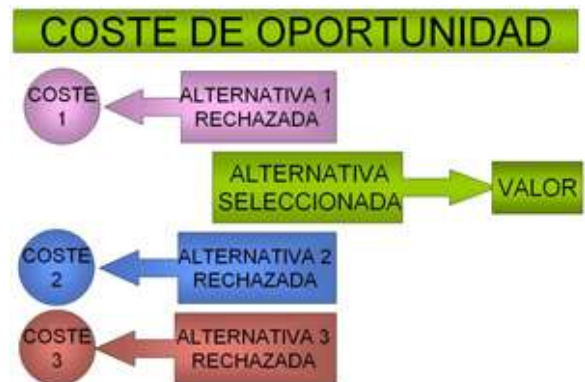 COSTE DE OPORTUNIDAD
COSTE
1
ALTERNATIVA 1
RECHAZADA
ALTERNATIVA
SELECCIONADA
VALOR
COSTE
2
ALTERNATIVA 2
RECHAZADA
COSTE
3
ALTERNATIVA 3
RECHAZADA